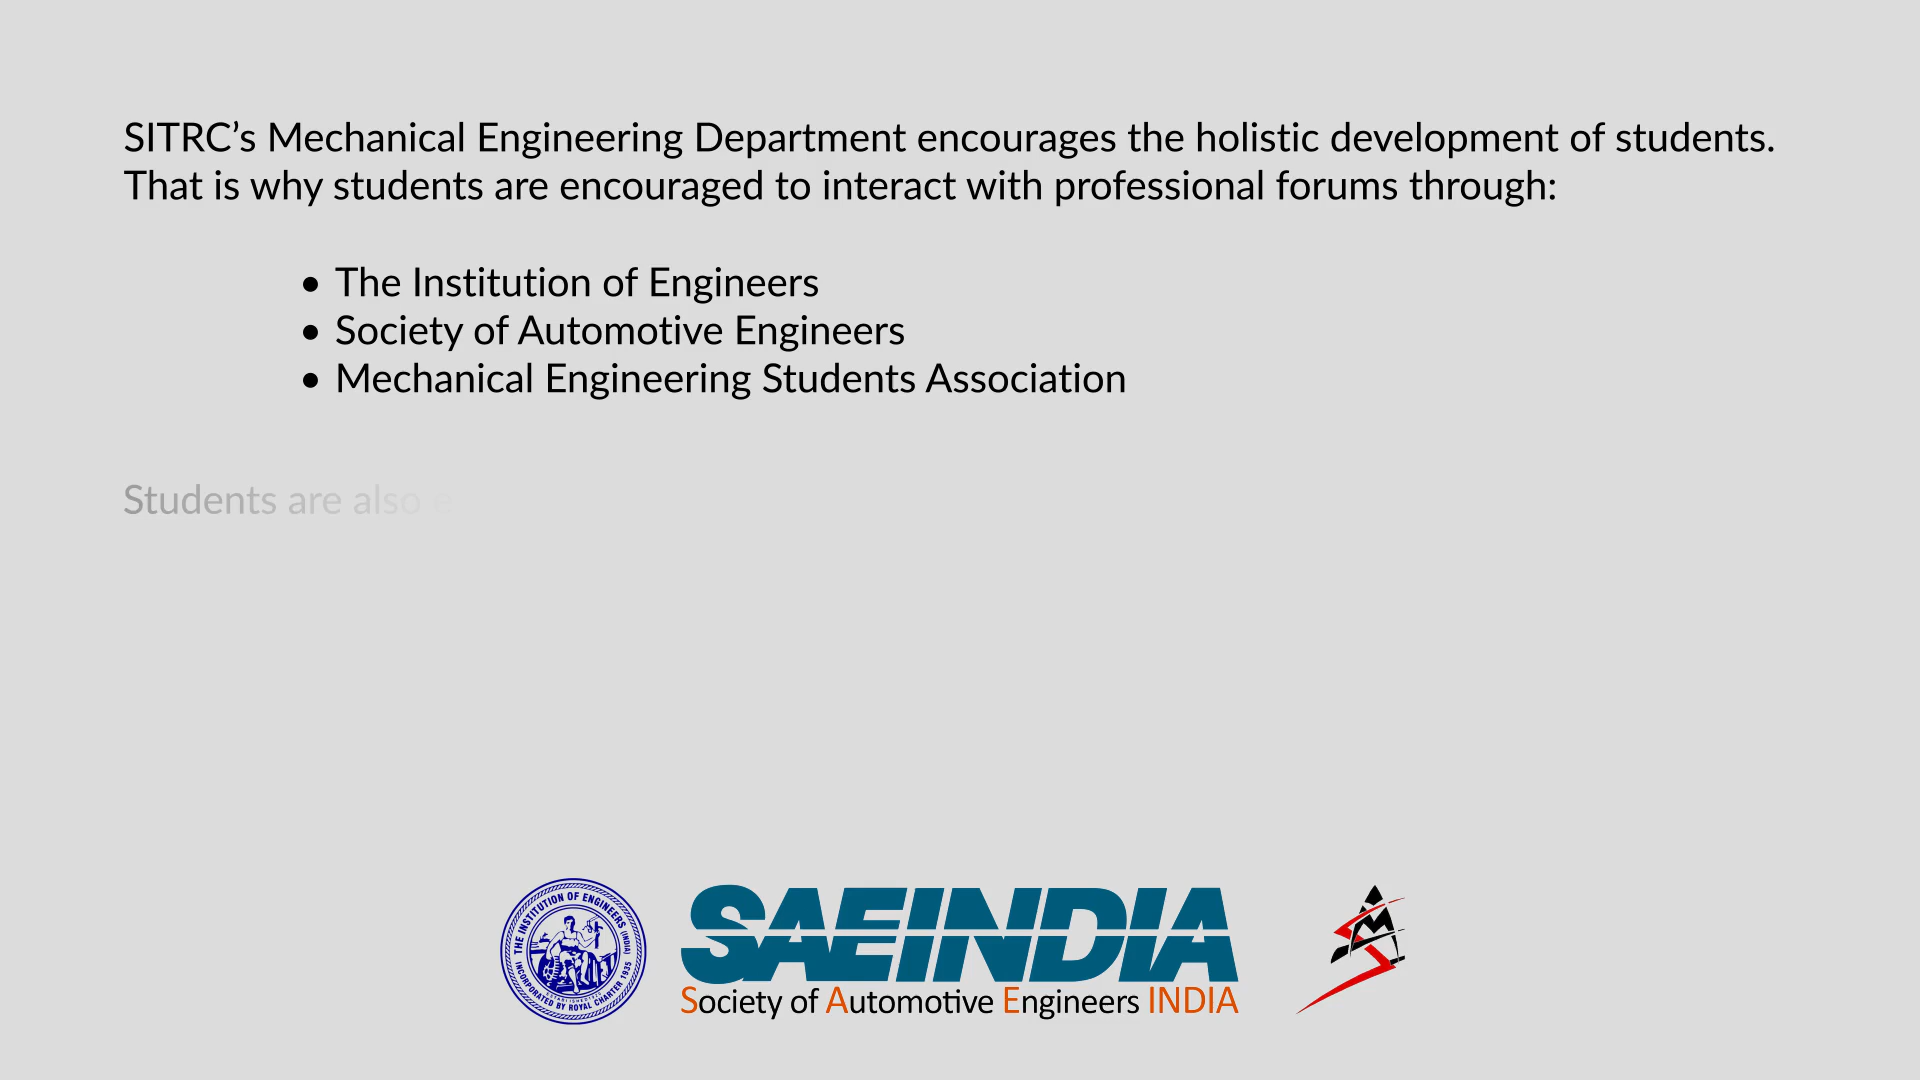 SITRC’s Mechanical Engineering Department encourages the holistic development of students.
That is why students are encouraged to interact with professional forums through:
• The Institution of Engineers
• Society of Automotive Engineers
• Mechanical Engineering Students Association
Students are also
THE INSTITUTION OF ENGINEERS (INDIA)
INCORPORATED BY ROYAL CHARTER 1935
SAEINDIA
Society of Automotive Engineers INDIA